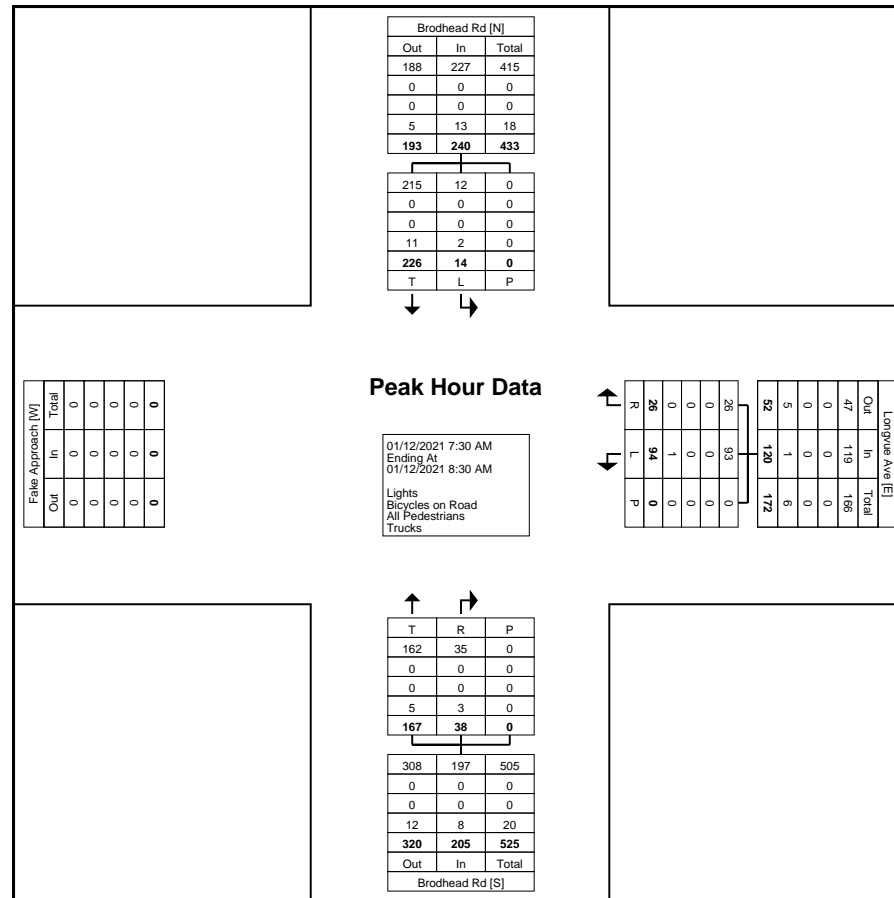 Brodhead Rd [N]
Out In Total
188 227 415
0 0 0
0 0 0
5 13 18
193 240 433
215 12 0
0 0 0
0 0 0
11 2 0
226 14 0
T L P
Fake Approach [W]
Total 0 0 0 0 0
In 0 0 0 0 0
Out 0 0 0 0 0
Peak Hour Data
01/12/2021 7:30 AM
Ending At
01/12/2021 8:30 AM
Lights
Bicycles on Road
All Pedestrians
Trucks
R 26 0 0 0 26
L 94 1 0 0 93
P 0 0 0 0 0
52 5 0 0 47 Out
120 1 0 0 119 In
172 6 0 0 166 Total
Longvue Ave [E]
T R P
162 35 0
0 0 0
0 0 0
5 3 0
167 38 0
308 197 505
0 0 0
0 0 0
12 8 20
320 205 525
Out In Total
Brodhead Rd [S]